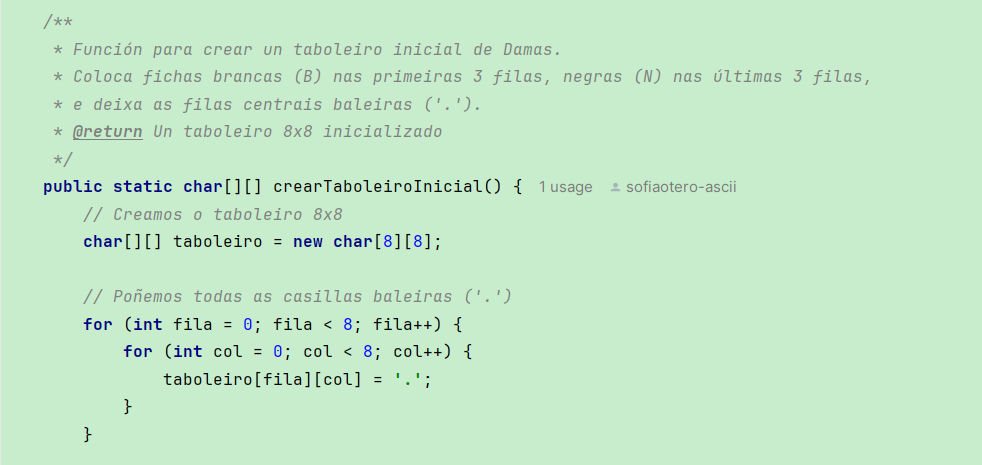 /**
 * Función para crear un taboleiro inicial de Damas.
 * Coloca fichas brancas (B) nas primeiras 3 filas, negras (N) nas últimas 3 filas,
 * e deixa as filas centrais baleiras ('.').
 * @return Un taboleiro 8x8 inicializado
 */
public static char[][] crearTaboleiroInicial() { 1 usage sofiaotero-ascii
    // Creamos o taboleiro 8x8
    char[][] taboleiro = new char[8][8];

    // Poñemos todas as casillas baleiras ('.')
    for (int fila = 0; fila < 8; fila++) {
        for (int col = 0; col < 8; col++) {
            taboleiro[fila][col] = '.';
        }
    }